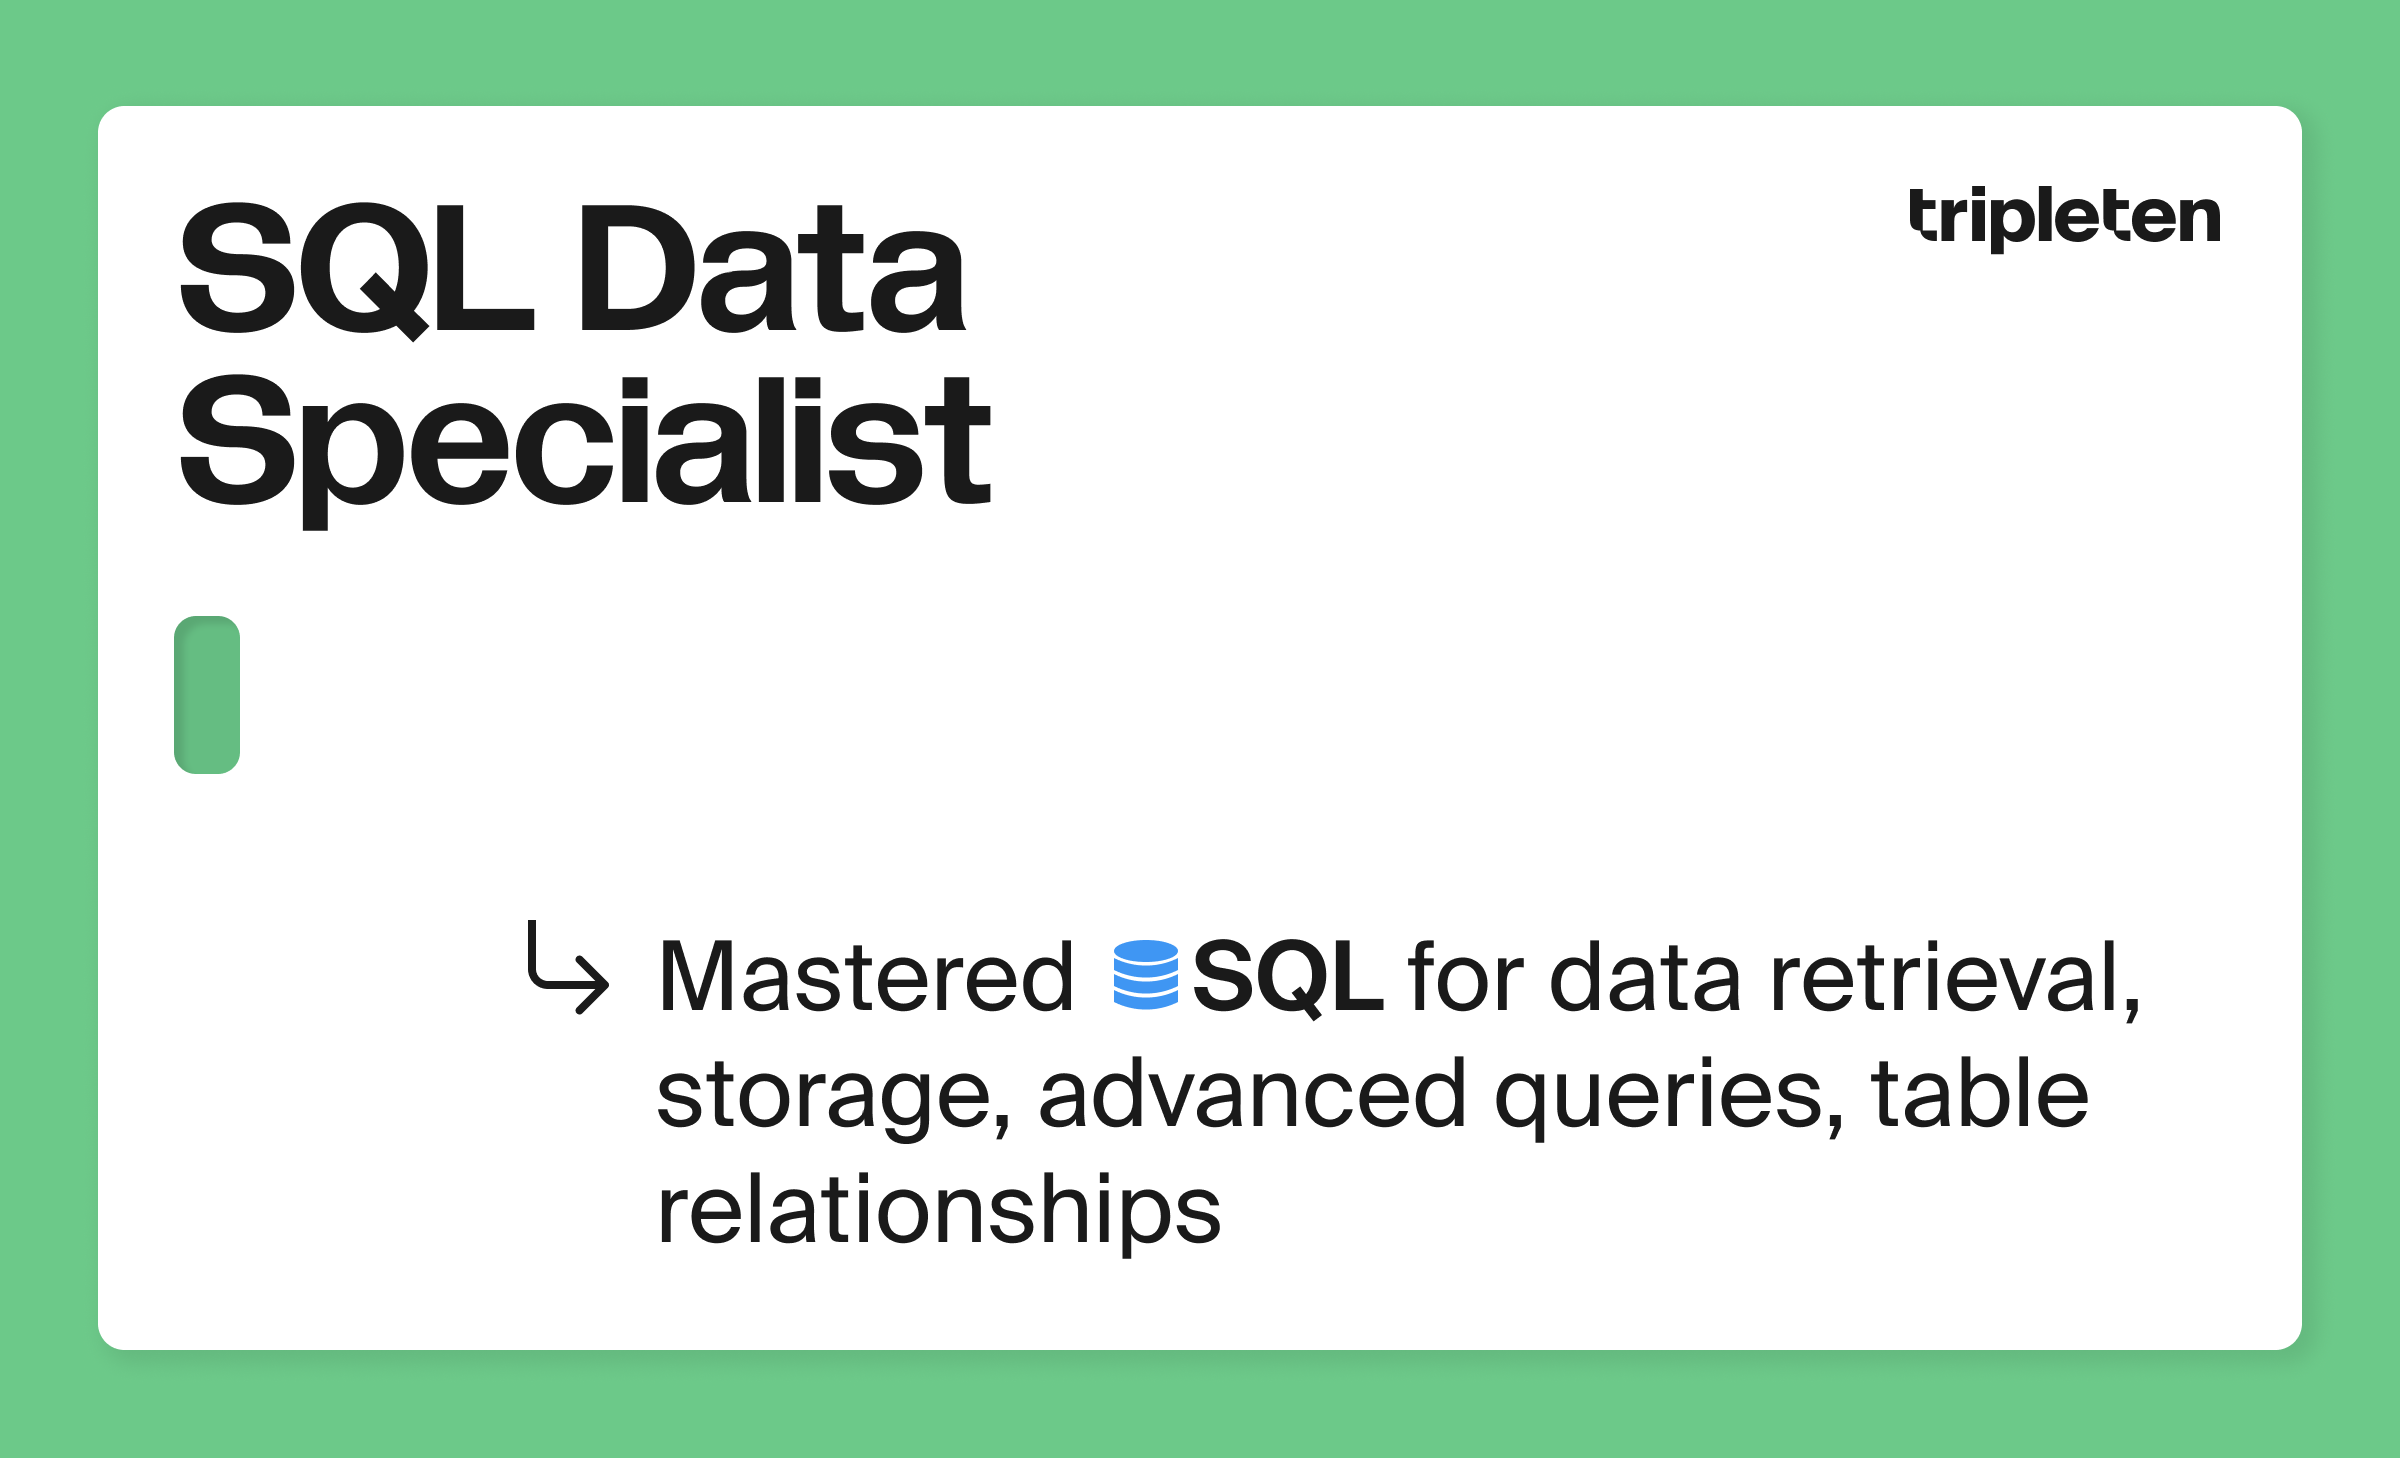 SQL Data
Specialist
tripleten
Mastered SQL for data retrieval,
storage, advanced queries, table
relationships